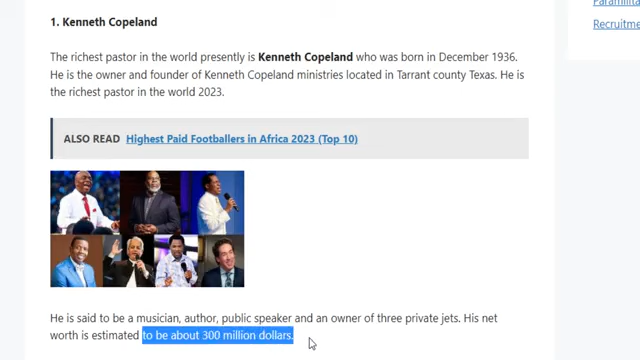 1. Kenneth Copeland
Recruitme
The richest pastor in the world presently is Kenneth Copeland who was born in December 1936.
He is the owner and founder of Kenneth Copeland ministries located in Tarrant county Texas. He is
the richest pastor in the world 2023.
ALSO READ Highest Paid Footballers in Africa 2023 (Top 10)
He is said to be a musician, author, public speaker and an owner of three private jets. His net
worth is estimated to be about 300 million dollars.